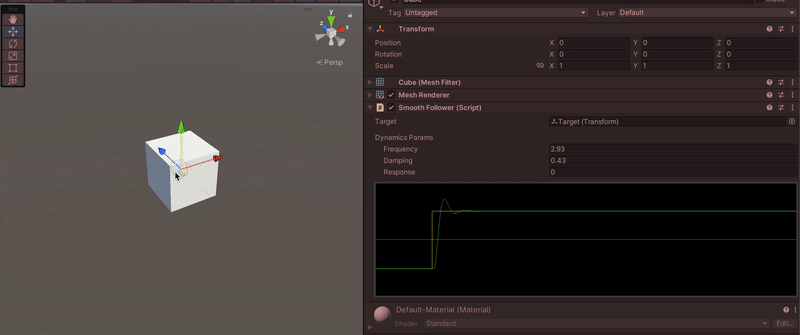 y
z
x
Persp
Tag Untagged Layer Default
Transform
Position X 0 Y 0 Z 0
Rotation X 0 Y 0 Z 0
Scale X 1 Y 1 Z 1
Cube (Mesh Filter)
Mesh Renderer
Smooth Follower (Script)
Target Target (Transform)
Dynamics Params
Frequency 2.93
Damping 0.43
Response 0
Default-Material (Material)
Shader Standard Edit...